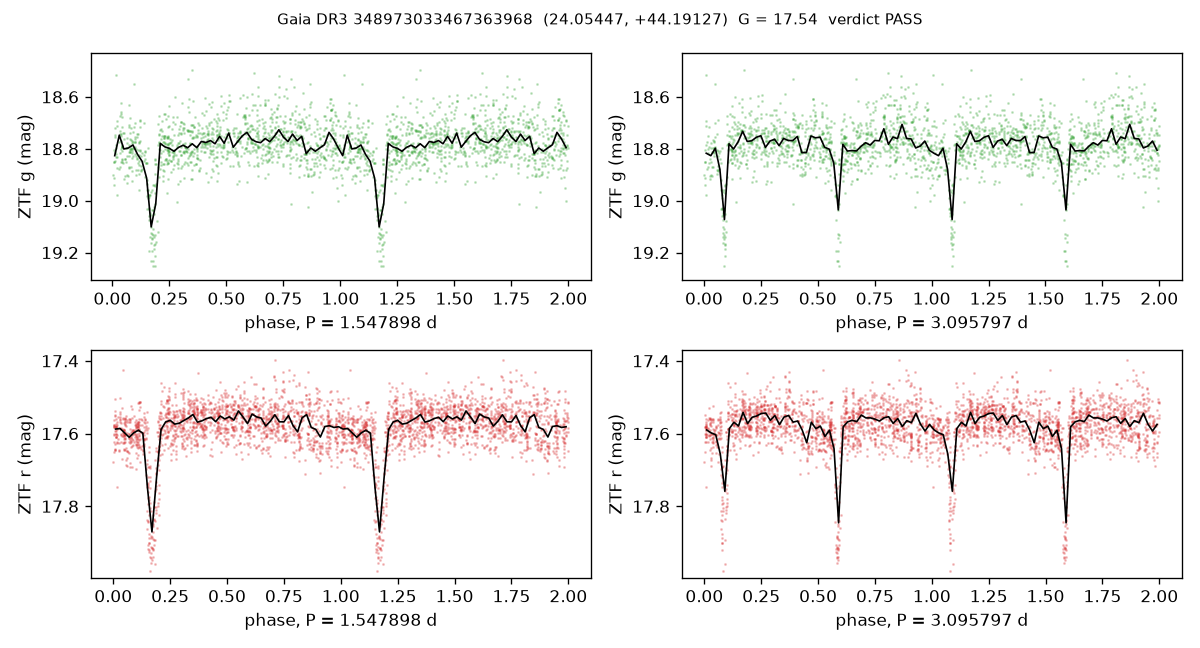 Gaia DR3 348973033467363968 (24.05447, +44.19127) G = 17.54 verdict PASS
ZTF g (mag)
18.6
18.8
19.0
19.2
0.00 0.25 0.50 0.75 1.00 1.25 1.50 1.75 2.00
phase, P = 1.547898 d
ZTF g (mag)
18.6
18.8
19.0
19.2
0.00 0.25 0.50 0.75 1.00 1.25 1.50 1.75 2.00
phase, P = 3.095797 d
ZTF r (mag)
17.4
17.6
17.8
0.00 0.25 0.50 0.75 1.00 1.25 1.50 1.75 2.00
phase, P = 1.547898 d
ZTF r (mag)
17.4
17.6
17.8
0.00 0.25 0.50 0.75 1.00 1.25 1.50 1.75 2.00
phase, P = 3.095797 d